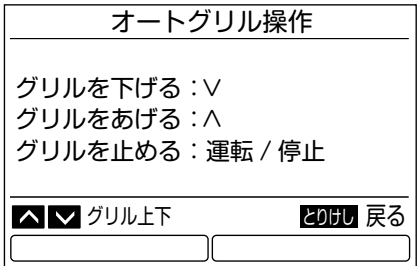 オートグリル操作
グリルを下げる：∨
グリルをあげる：∧
グリルを止める：運転 / 停止
∧ ∨ グリル上下 とりけし 戻る